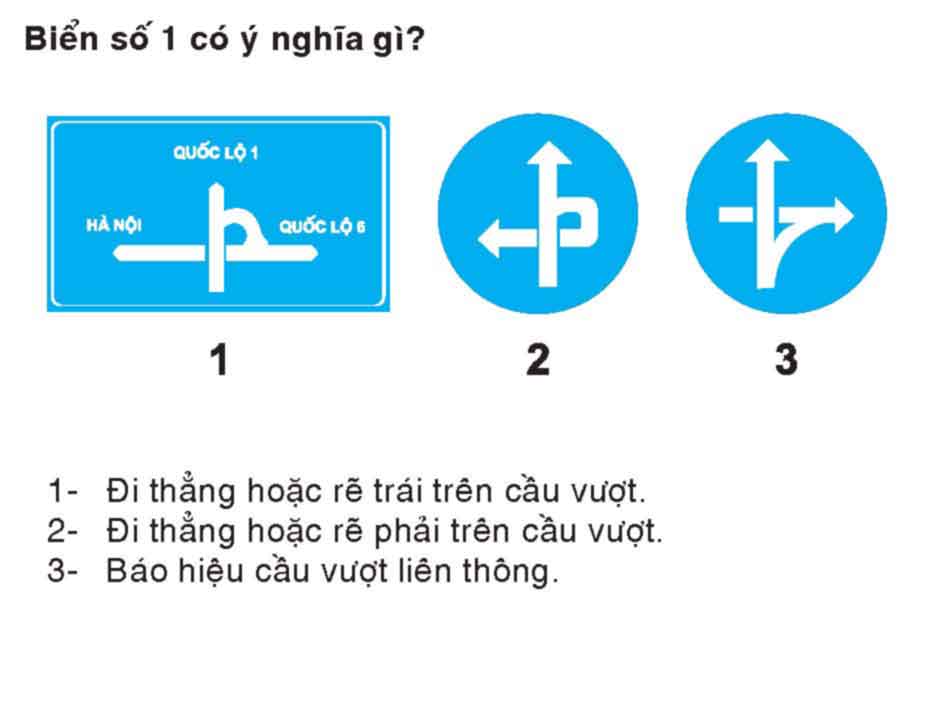 Biển số 1 có ý nghĩa gì?
QUỐC LỘ 1
HÀ NỘI
QUỐC LỘ 6
1
2
3
1- Đi thẳng hoặc rẽ trái trên cầu vượt.
2- Đi thẳng hoặc rẽ phải trên cầu vượt.
3- Báo hiệu cầu vượt liên thông.